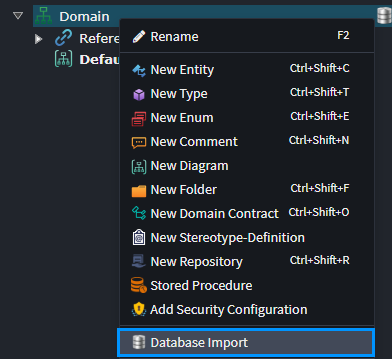 Domain
Rename F2
Refere
Defau
New Entity Ctrl+Shift+C
New Type Ctrl+Shift+T
New Enum Ctrl+Shift+E
New Comment Ctrl+Shift+N
New Diagram
New Folder Ctrl+Shift+F
New Domain Contract Ctrl+Shift+O
New Stereotype-Definition
New Repository Ctrl+Shift+R
Stored Procedure
Add Security Configuration
Database Import